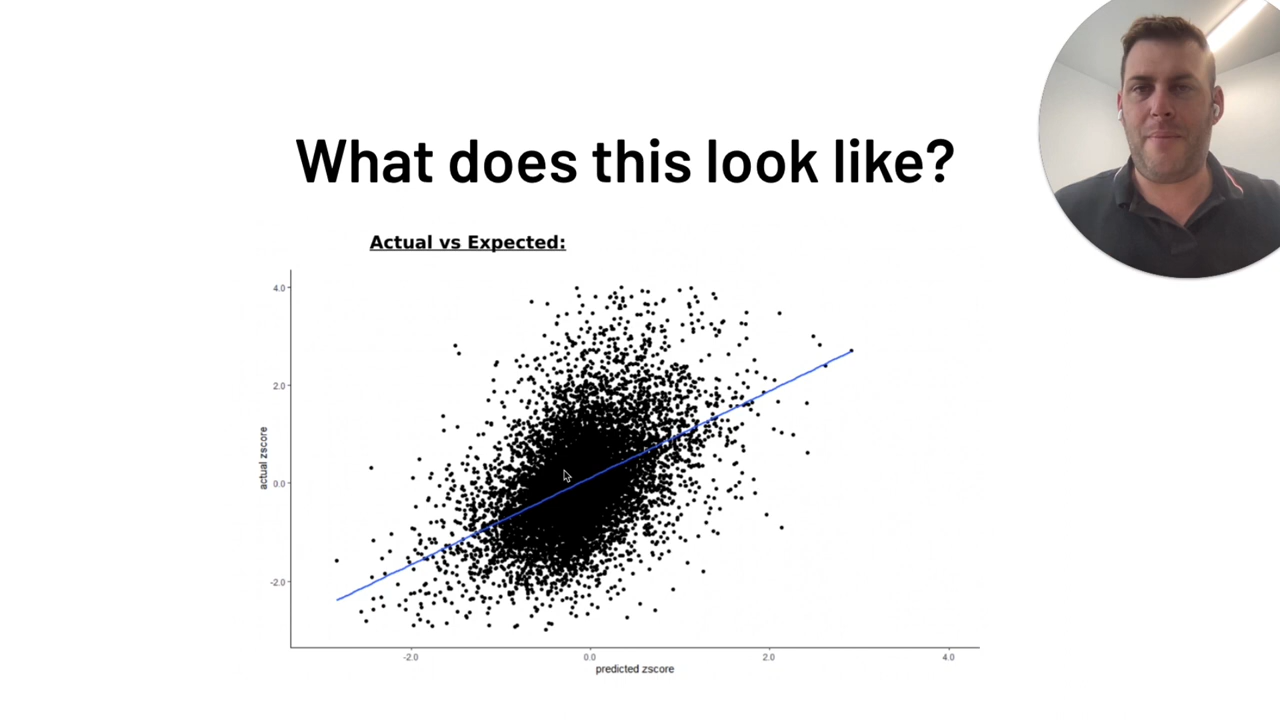 What does this look like?
Actual vs Expected:
4.0
2.0
0.0
-2.0
actual zscore
-2.0
0.0
2.0
4.0
predicted zscore